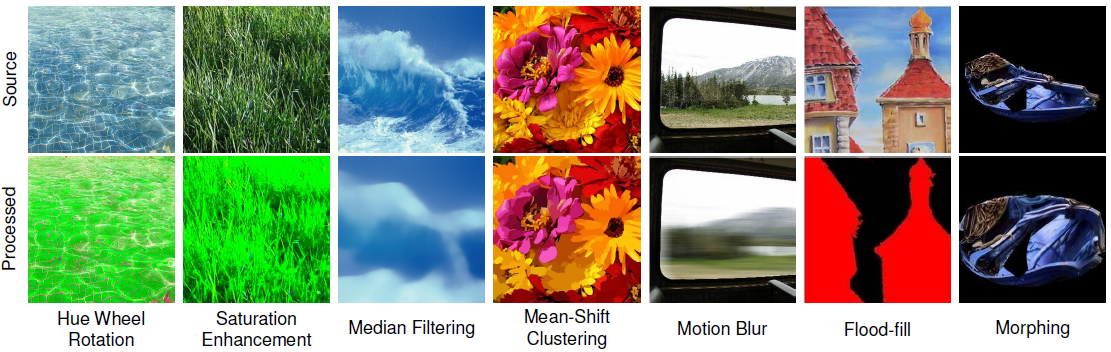 Source
Processed
Hue Wheel
Rotation
Saturation
Enhancement
Median Filtering
Mean-Shift
Clustering
Motion Blur
Flood-fill
Morphing